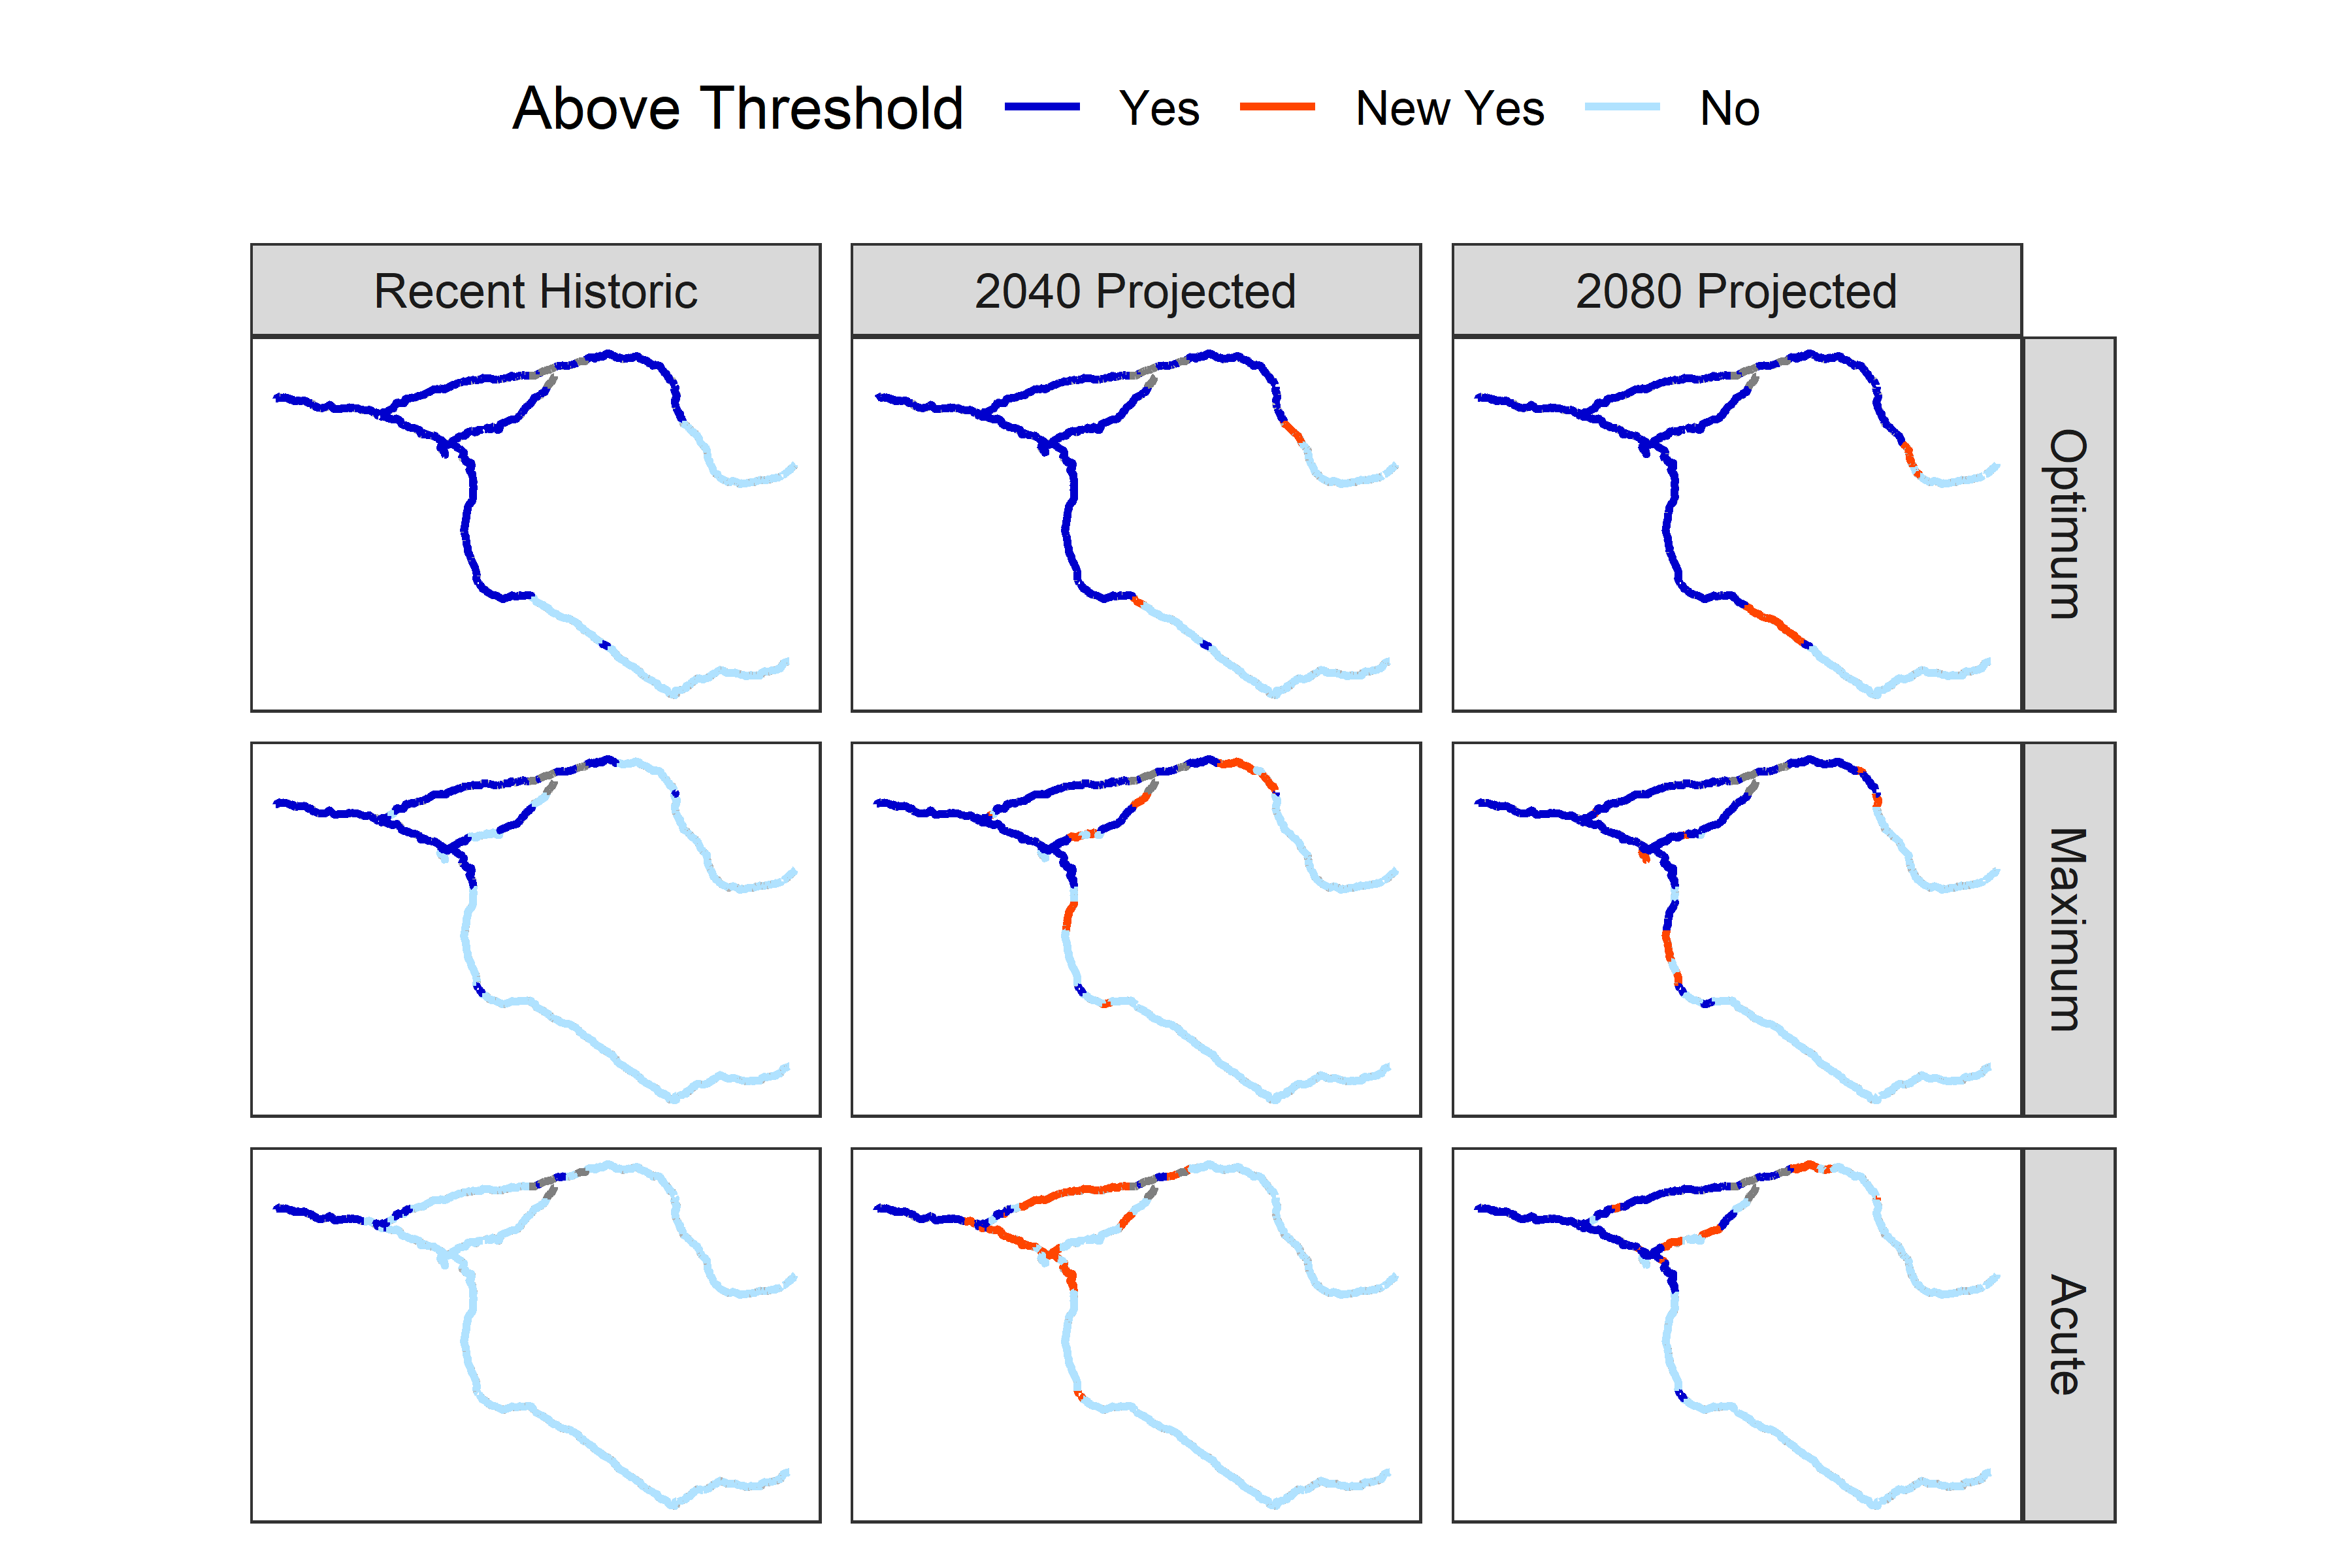 Above Threshold Yes New Yes No
Recent Historic 2040 Projected 2080 Projected
Optimum
Maximum
Acute